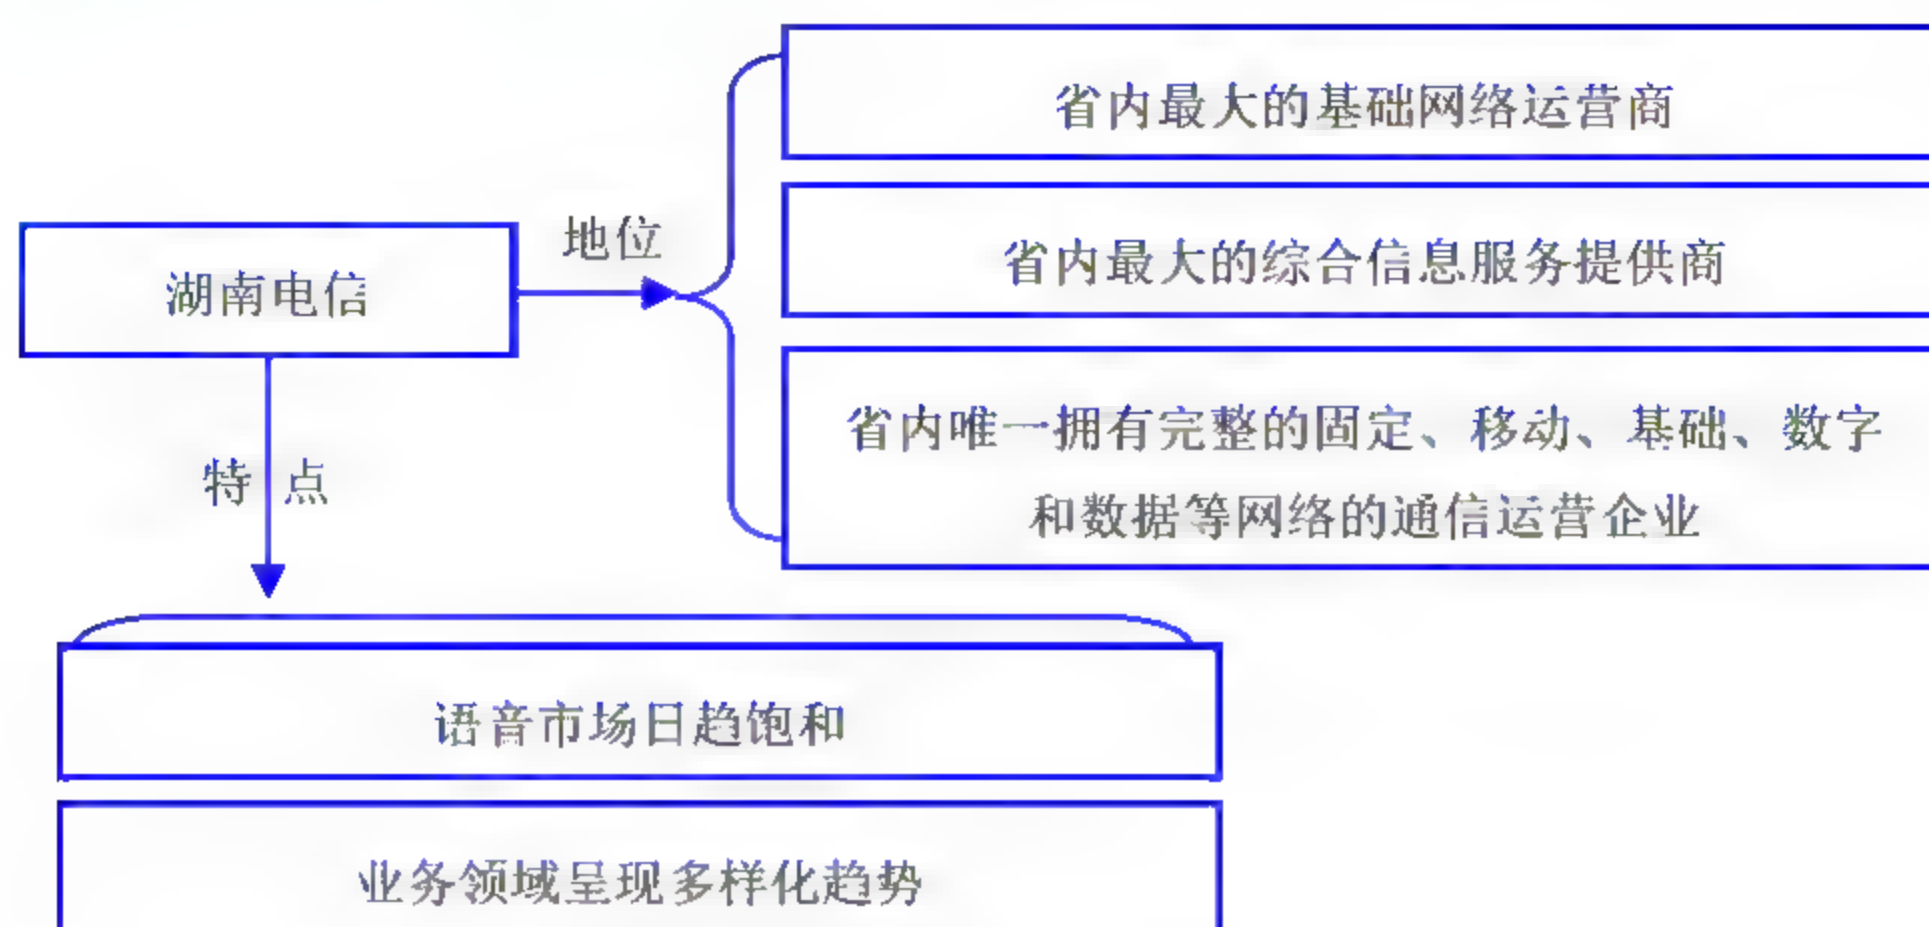 省内最大的基础网络运营商
省内最大的综合信息服务提供商
地位
湖南电信
省内唯一拥有完整的固定、移动、基础、数字
和数据等网络的通信运营企业
特点
语音市场日趋饱和
业务领域呈现多样化趋势